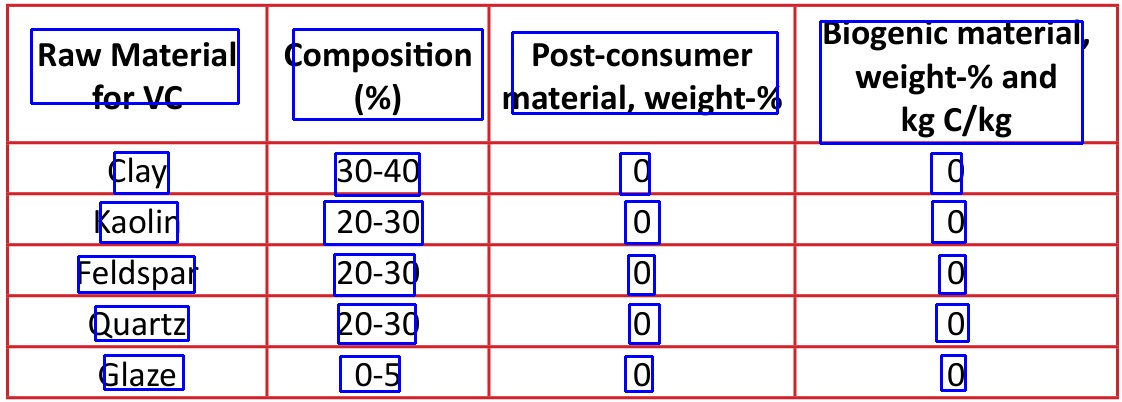 Raw Material for VC Composition (%) Post-consumer material, weight-% Biogenic material, weight-% and kg C/kg
Clay 30-40 0 0
Kaolin 20-30 0 0
Feldspar 20-30 0 0
Quartz 20-30 0 0
Glaze 0-5 0 0